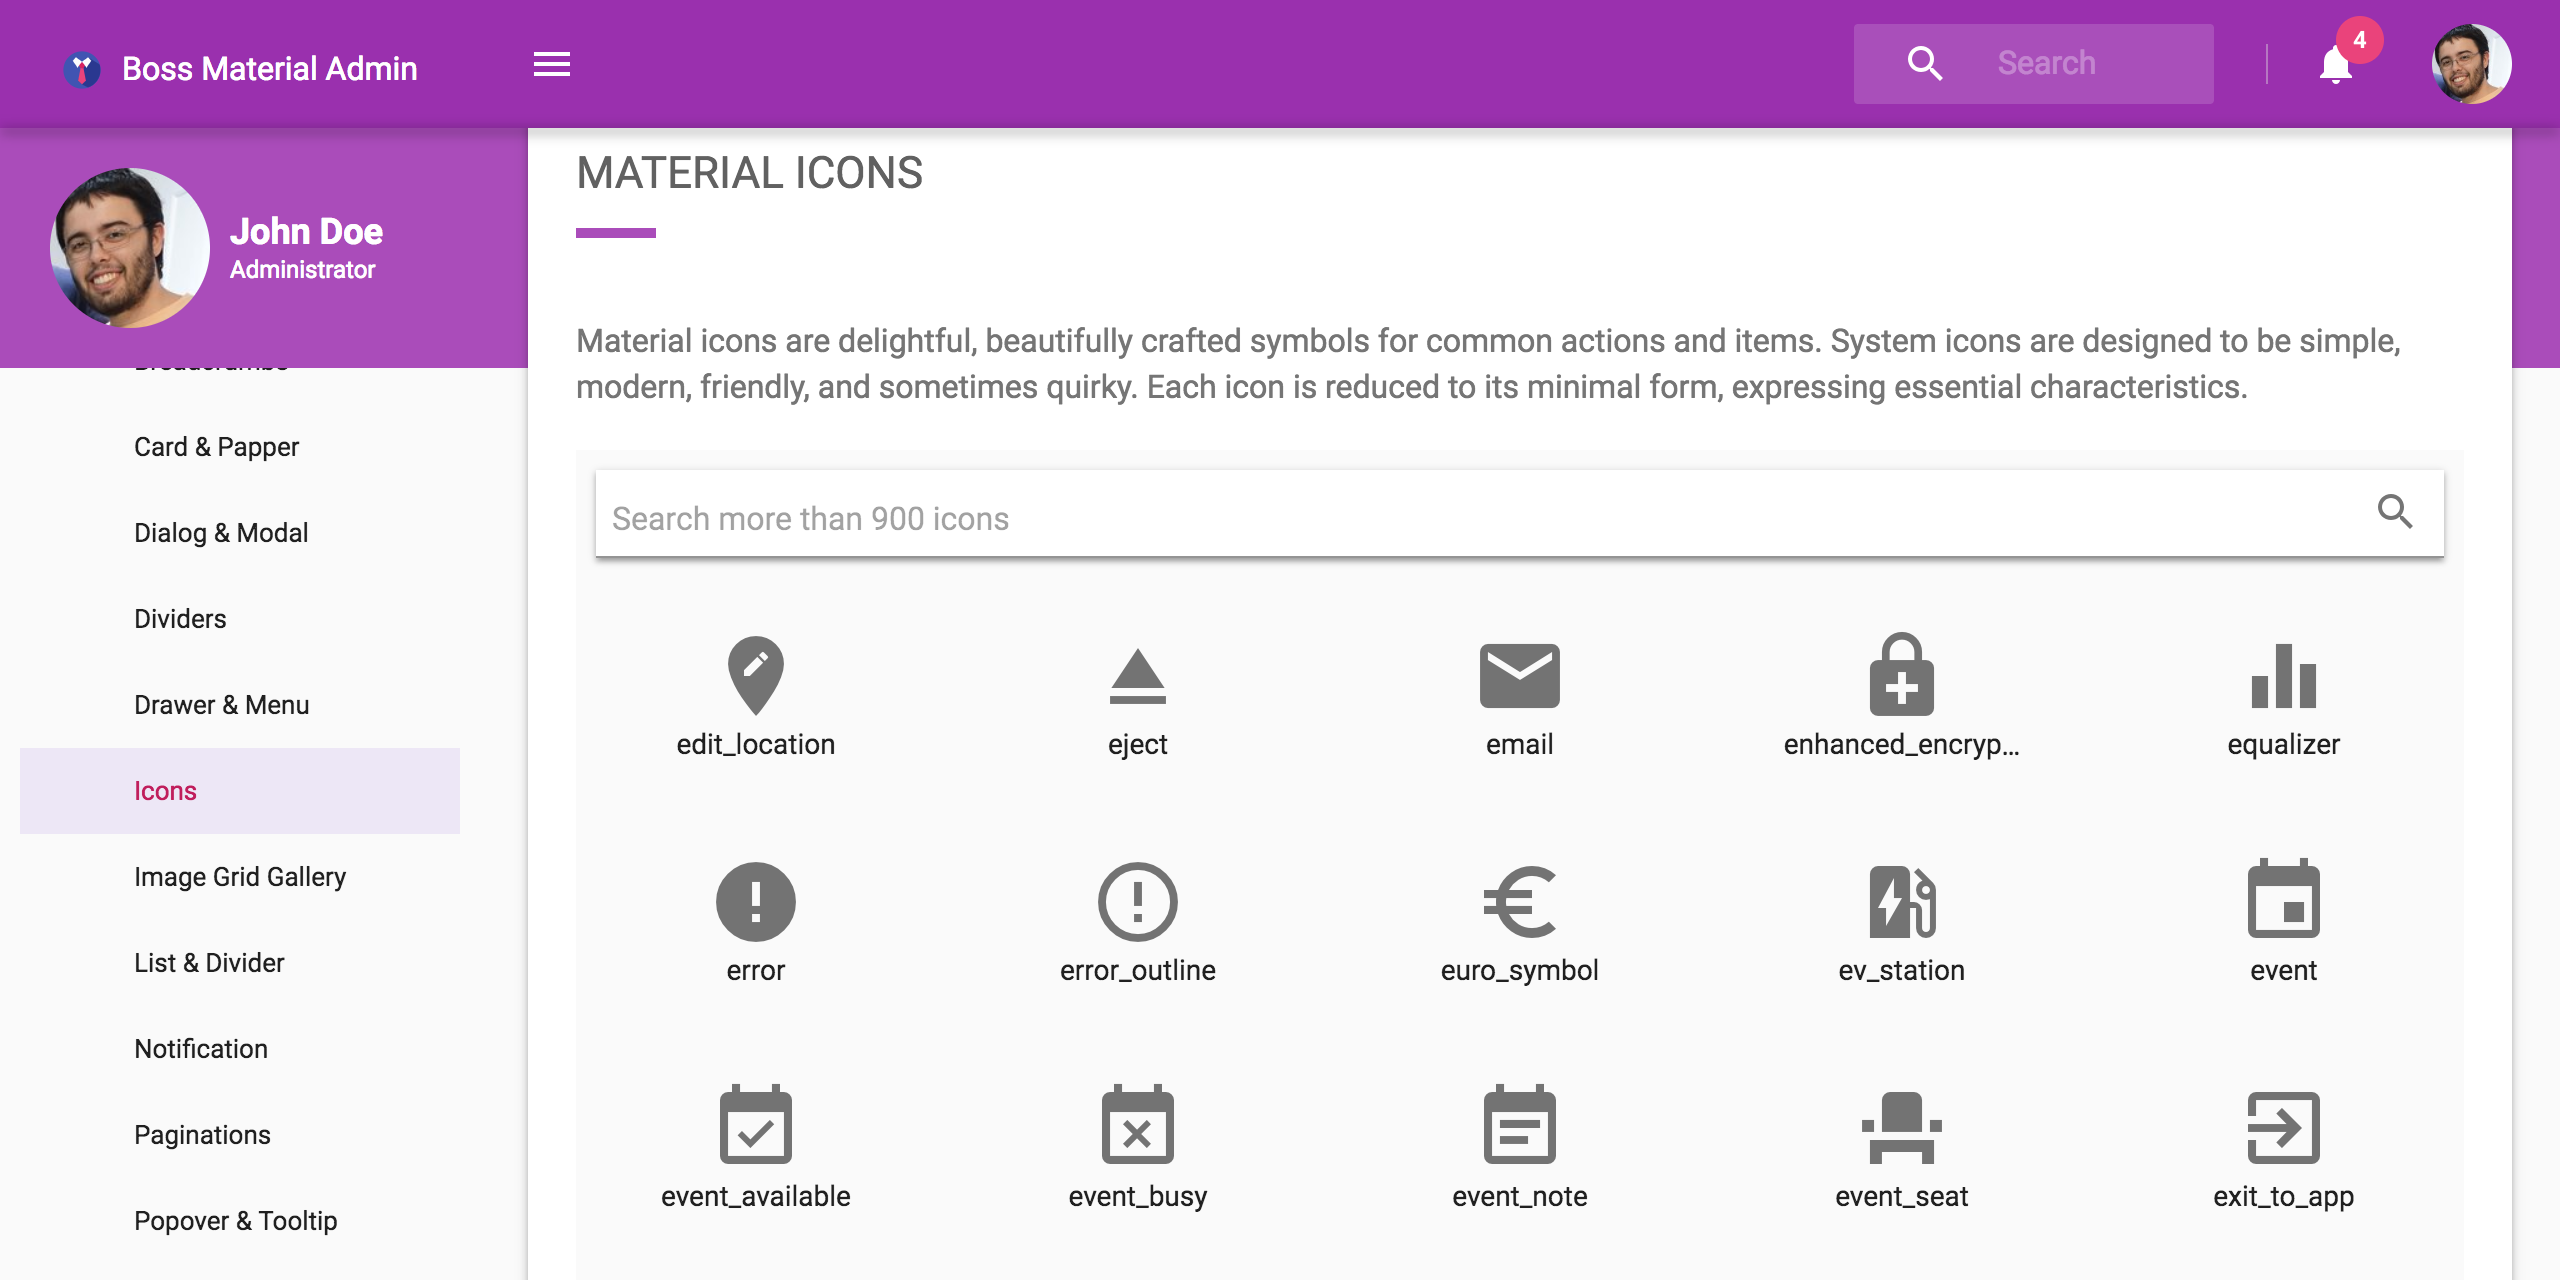 Boss Material Admin
Search
4
John Doe
Administrator
Card & Papper
Dialog & Modal
Dividers
Drawer & Menu
Icons
Image Grid Gallery
List & Divider
Notification
Paginations
Popover & Tooltip
MATERIAL ICONS
Material icons are delightful, beautifully crafted symbols for common actions and items. System icons are designed to be simple,
modern, friendly, and sometimes quirky. Each icon is reduced to its minimal form, expressing essential characteristics.
Search more than 900 icons
edit_location eject email enhanced_encryp... equalizer
error error_outline euro_symbol ev_station event
event_available event_busy event_note event_seat exit_to_app